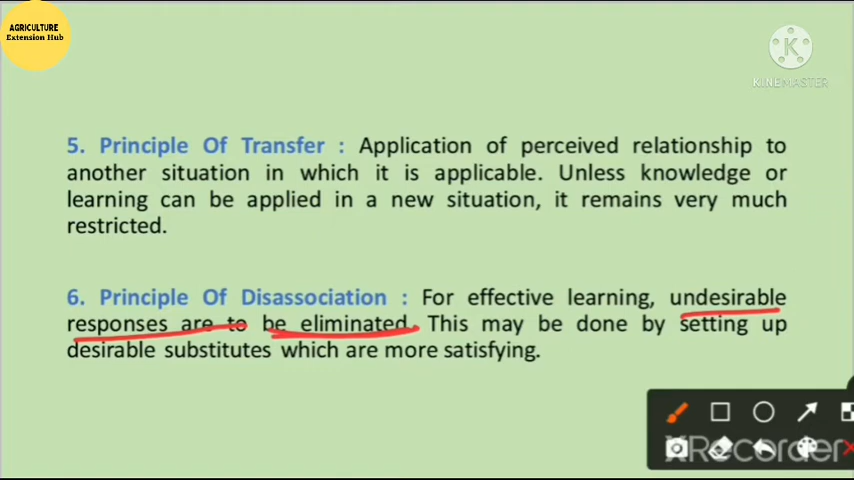 AGRICULTURE
Extension Hub
K
KINEMASTER
5. Principle Of Transfer : Application of perceived relationship to
another situation in which it is applicable. Unless knowledge or
learning can be applied in a new situation, it remains very much
restricted.
6. Principle Of Disassociation : For effective learning, undesirable
responses are to be eliminated. This may be done by setting up
desirable substitutes which are more satisfying.
XRecorder